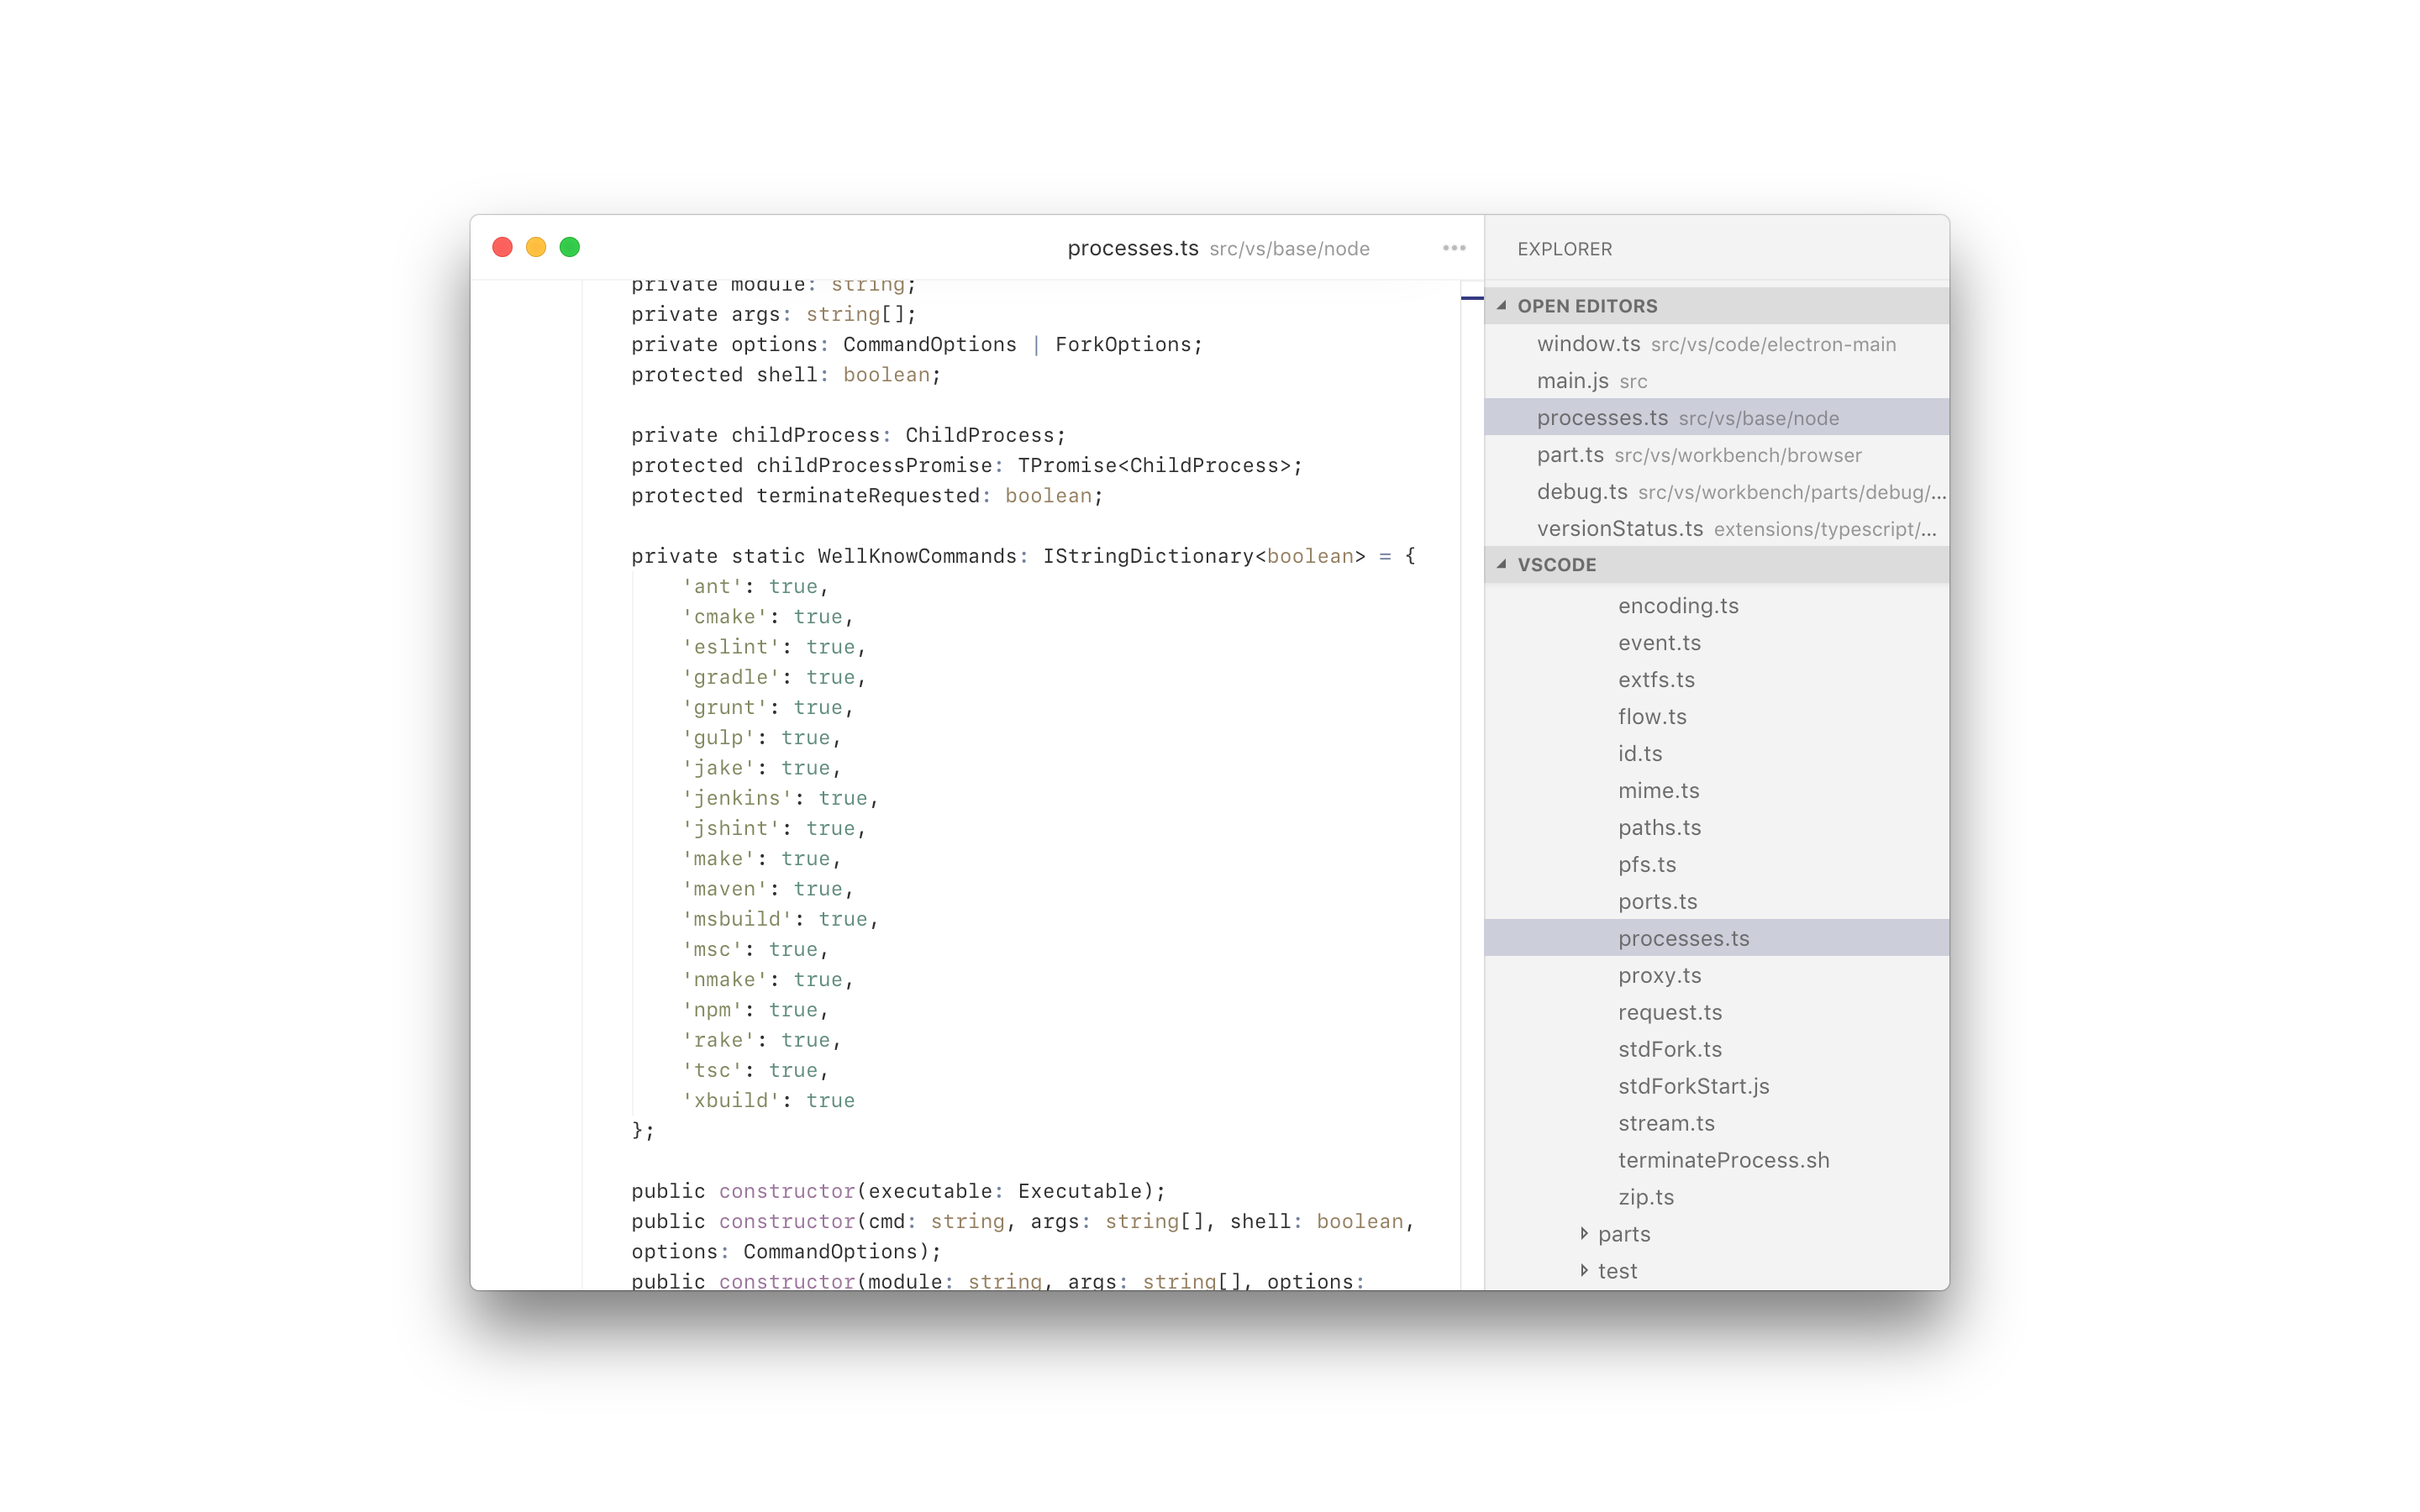 processes.ts src/vs/base/node
private module: string;
private args: string[];
private options: CommandOptions | ForkOptions;
protected shell: boolean;
private childProcess: ChildProcess;
protected childProcessPromise: TPromise<ChildProcess>;
protected terminateRequested: boolean;
private static WellKnowCommands: IStringDictionary<boolean> = {
'ant': true,
'cmake': true,
'eslint': true,
'gradle': true,
'grunt': true,
'gulp': true,
'jake': true,
'jenkins': true,
'jshint': true,
'make': true,
'maven': true,
'msbuild': true,
'msc': true,
'nmake': true,
'npm': true,
'rake': true,
'tsc': true,
'xbuild': true
};
public constructor(executable: Executable);
public constructor(cmd: string, args: string[], shell: boolean,
options: CommandOptions);
public constructor(module: string, args: string[], options:
EXPLORER
OPEN EDITORS
window.ts src/vs/code/electron-main
main.js src
processes.ts src/vs/base/node
part.ts src/vs/workbench/browser
debug.ts src/vs/workbench/parts/debug/...
versionStatus.ts extensions/typescript/...
VSCODE
encoding.ts
event.ts
extfs.ts
flow.ts
id.ts
mime.ts
paths.ts
pfs.ts
ports.ts
processes.ts
proxy.ts
request.ts
stdFork.ts
stdForkStart.js
stream.ts
terminateProcess.sh
zip.ts
parts
test